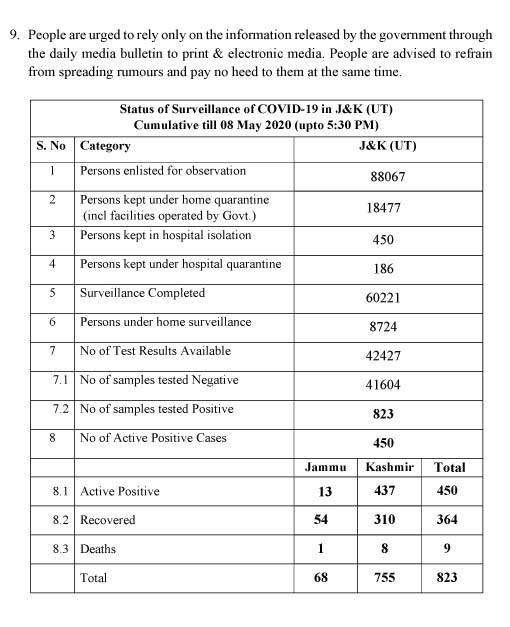 9. People are urged to rely only on the information released by the government through
the daily media bulletin to print & electronic media. People are advised to refrain
from spreading rumours and pay no heed to them at the same time.
Status of Surveillance of COVID-19 in J&K (UT)
Cumulative till 08 May 2020 (upto 5:30 PM)
S. No Category J&K (UT)
1 Persons enlisted for observation 88067
2 Persons kept under home quarantine
(incl facilities operated by Govt.) 18477
3 Persons kept in hospital isolation 450
4 Persons kept under hospital quarantine 186
5 Surveillance Completed 60221
6 Persons under home surveillance 8724
7 No of Test Results Available 42427
7.1 No of samples tested Negative 41604
7.2 No of samples tested Positive 823
8 No of Active Positive Cases 450
Jammu Kashmir Total
8.1 Active Positive 13 437 450
8.2 Recovered 54 310 364
8.3 Deaths 1 8 9
Total 68 755 823